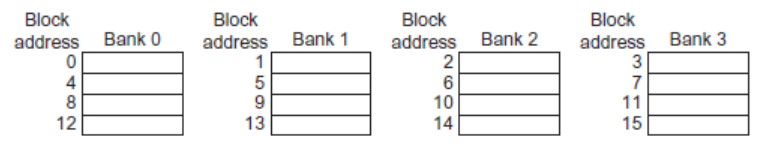 Block Block Block Block
address Bank 0 address Bank 1 address Bank 2 address Bank 3
0 1 2 3
4 5 6 7
8 9 10 11
12 13 14 15